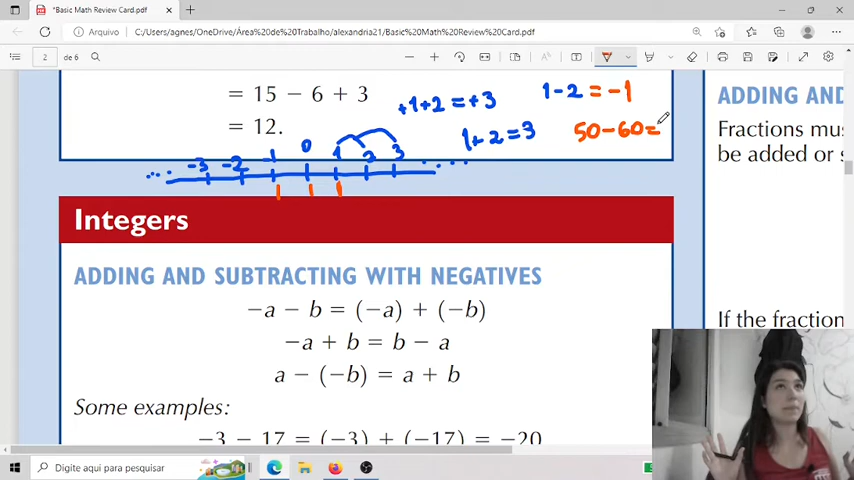 *Basic Math Review Card.pdf
Arquivo
C:/Users/agnes/OneDrive/Área%20de%20Trabalho/alexandria21/Basic%20Math%20Review%20Card.pdf
2
de 6
= 15 − 6 + 3
= 12.
+1+2=+3
1-2=-1
1+2=3
50-60=
-3 -2 -1 0 1 2 3
ADDING AND
Fractions mus
be added or s
Integers
ADDING AND SUBTRACTING WITH NEGATIVES
−a − b = (−a) + (−b)
−a + b = b − a
a − (−b) = a + b
Some examples:
−3 − 17 = (−3) + (−17) = −20
If the fraction
Digite aqui para pesquisar